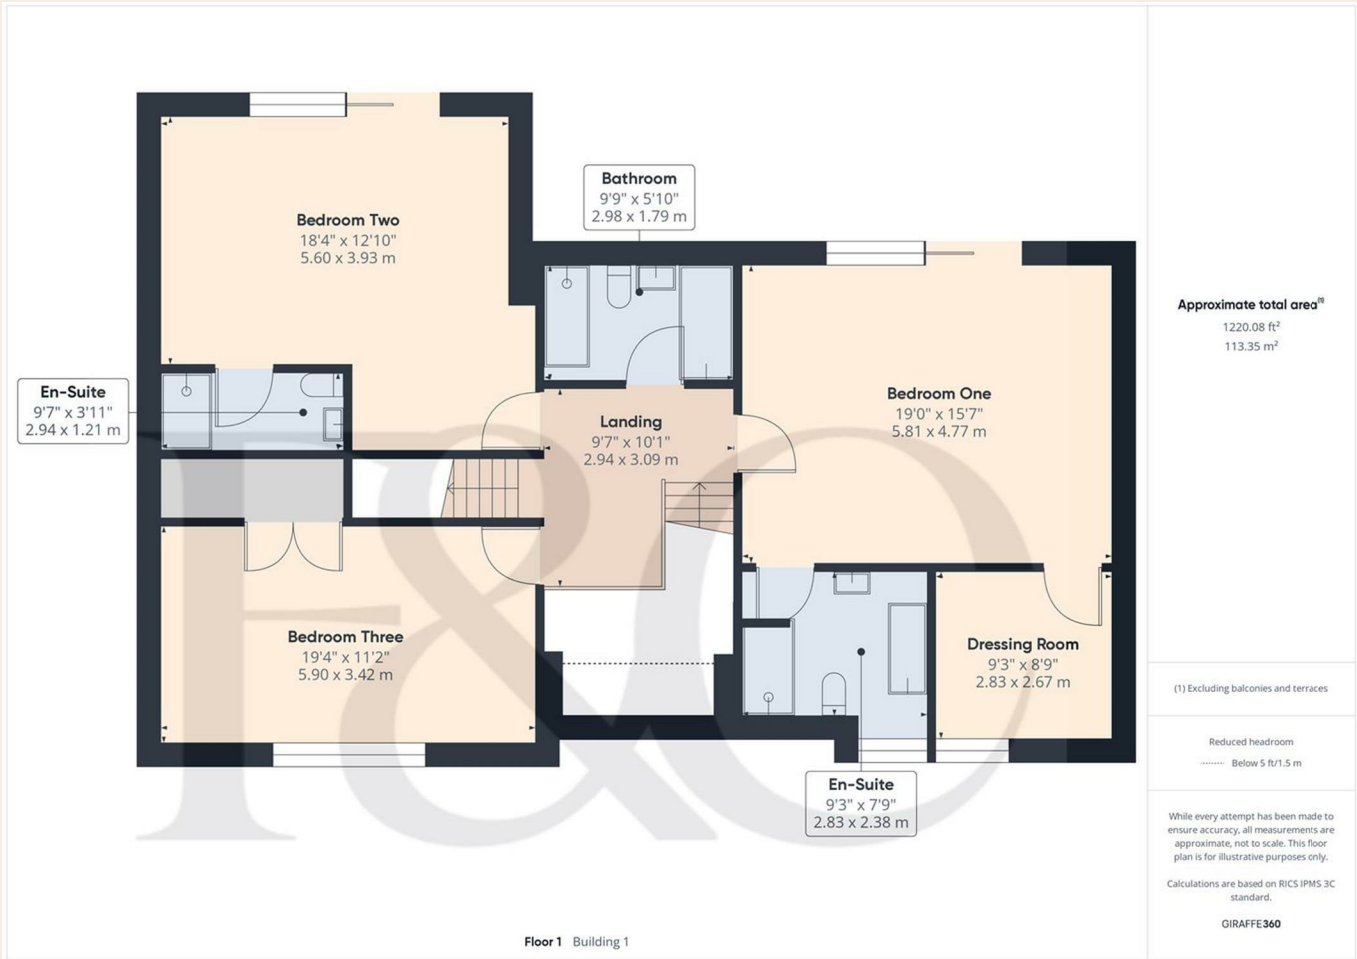 Bedroom Two
18'4" x 12'10"
5.60 x 3.93 m
Bathroom
9'9" x 5'10"
2.98 x 1.79 m
En-Suite
9'7" x 3'11"
2.94 x 1.21 m
Landing
9'7" x 10'1"
2.94 x 3.09 m
Bedroom One
19'0" x 15'7"
5.81 x 4.77 m
Bedroom Three
19'4" x 11'2"
5.90 x 3.42 m
Dressing Room
9'3" x 8'9"
2.83 x 2.67 m
En-Suite
9'3" x 7'9"
2.83 x 2.38 m
F&O
Floor 1 Building 1
Approximate total area(1)
1220.08 ft²
113.35 m²
(1) Excluding balconies and terraces
Reduced headroom
Below 5 ft/1.5 m
While every attempt has been made to
ensure accuracy, all measurements are
approximate, not to scale. This floor
plan is for illustrative purposes only.
Calculations are based on RICS IPMS 3C
standard.
GIRAFFE360